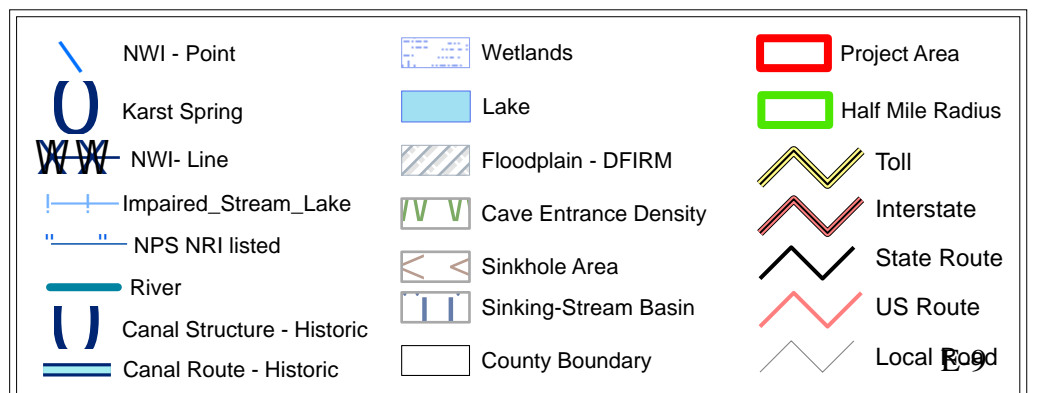 NWI - Point
Karst Spring
NWI- Line
Impaired_Stream_Lake
NPS NRI listed
River
Canal Structure - Historic
Canal Route - Historic
Wetlands
Lake
Floodplain - DFIRM
Cave Entrance Density
Sinkhole Area
Sinking-Stream Basin
County Boundary
Project Area
Half Mile Radius
Toll
Interstate
State Route
US Route
Local Road
E-9